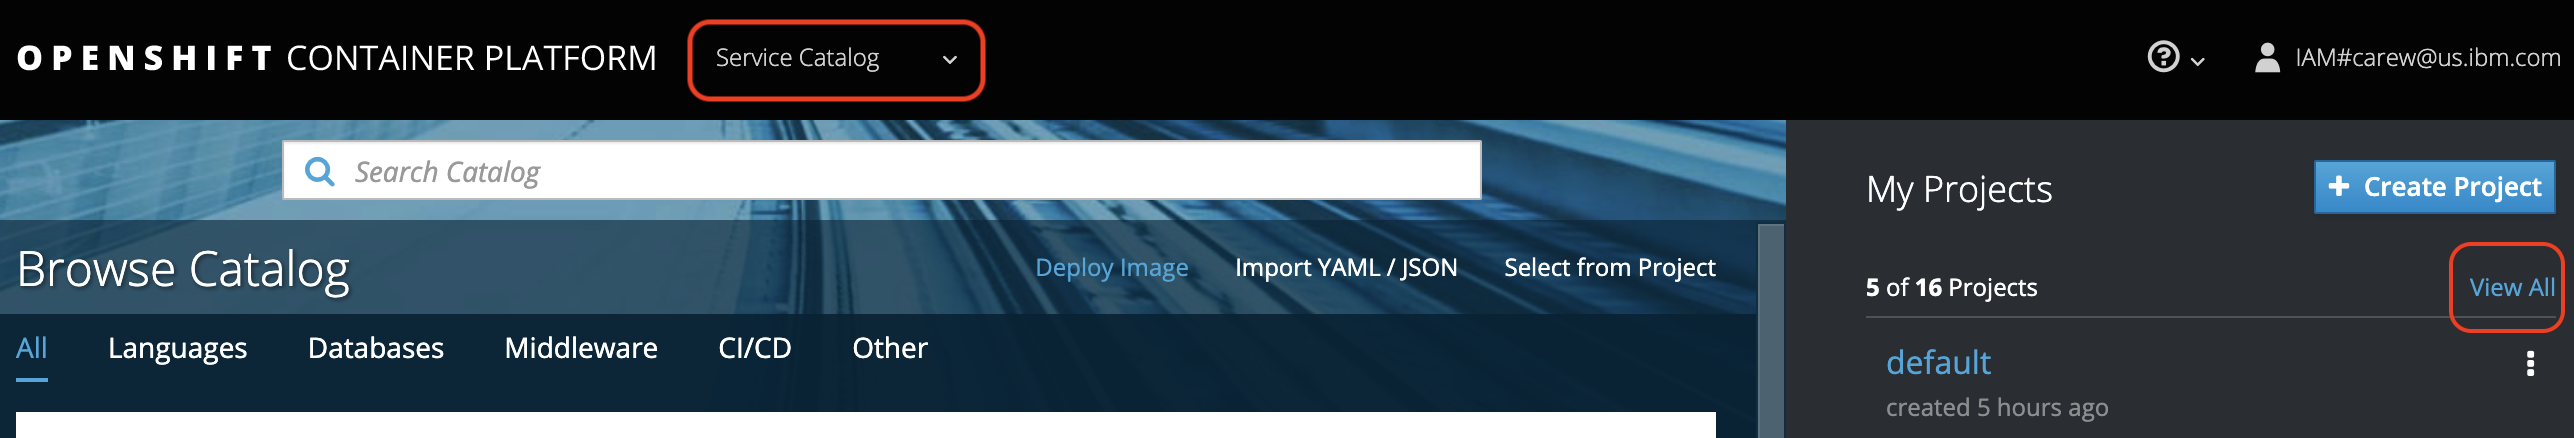 OPENSHIFT CONTAINER PLATFORM Service Catalog IAM#carew@us.ibm.com
Search Catalog
My Projects Create Project
Browse Catalog Deploy Image Import YAML / JSON Select from Project
5 of 16 Projects View All
All Languages Databases Middleware CI/CD Other
default
created 5 hours ago